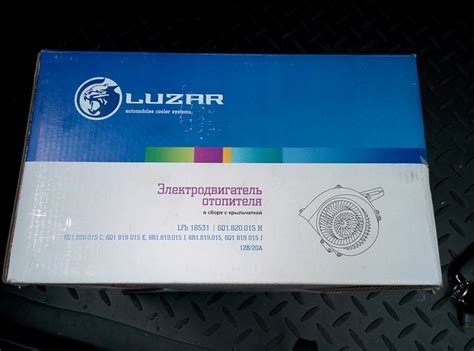 LUZAR
automobiles cooler systems
Электродвигатель
отопителя
в сборе с крыльчаткой
LFh 18531 | 6Q1.820.015 H
6Q1.820.015 C, 6Q1 819 015 E, 6R1.819.015 J, 6R1.819.015, 6Q1 819 015 J
12В/20А